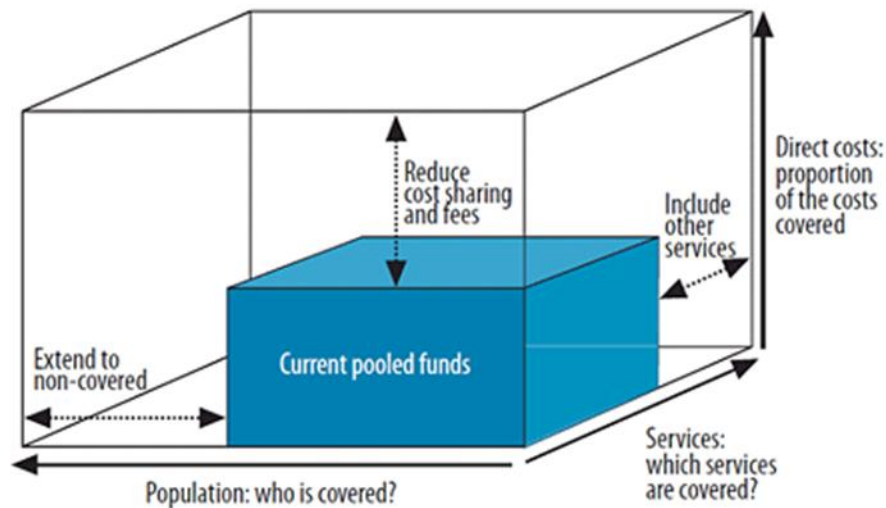 Reduce
cost sharing
and fees
Include
other
services
Direct costs:
proportion
of the costs
covered
Extend to
non-covered
Current pooled funds
Services:
which services
are covered?
Population: who is covered?